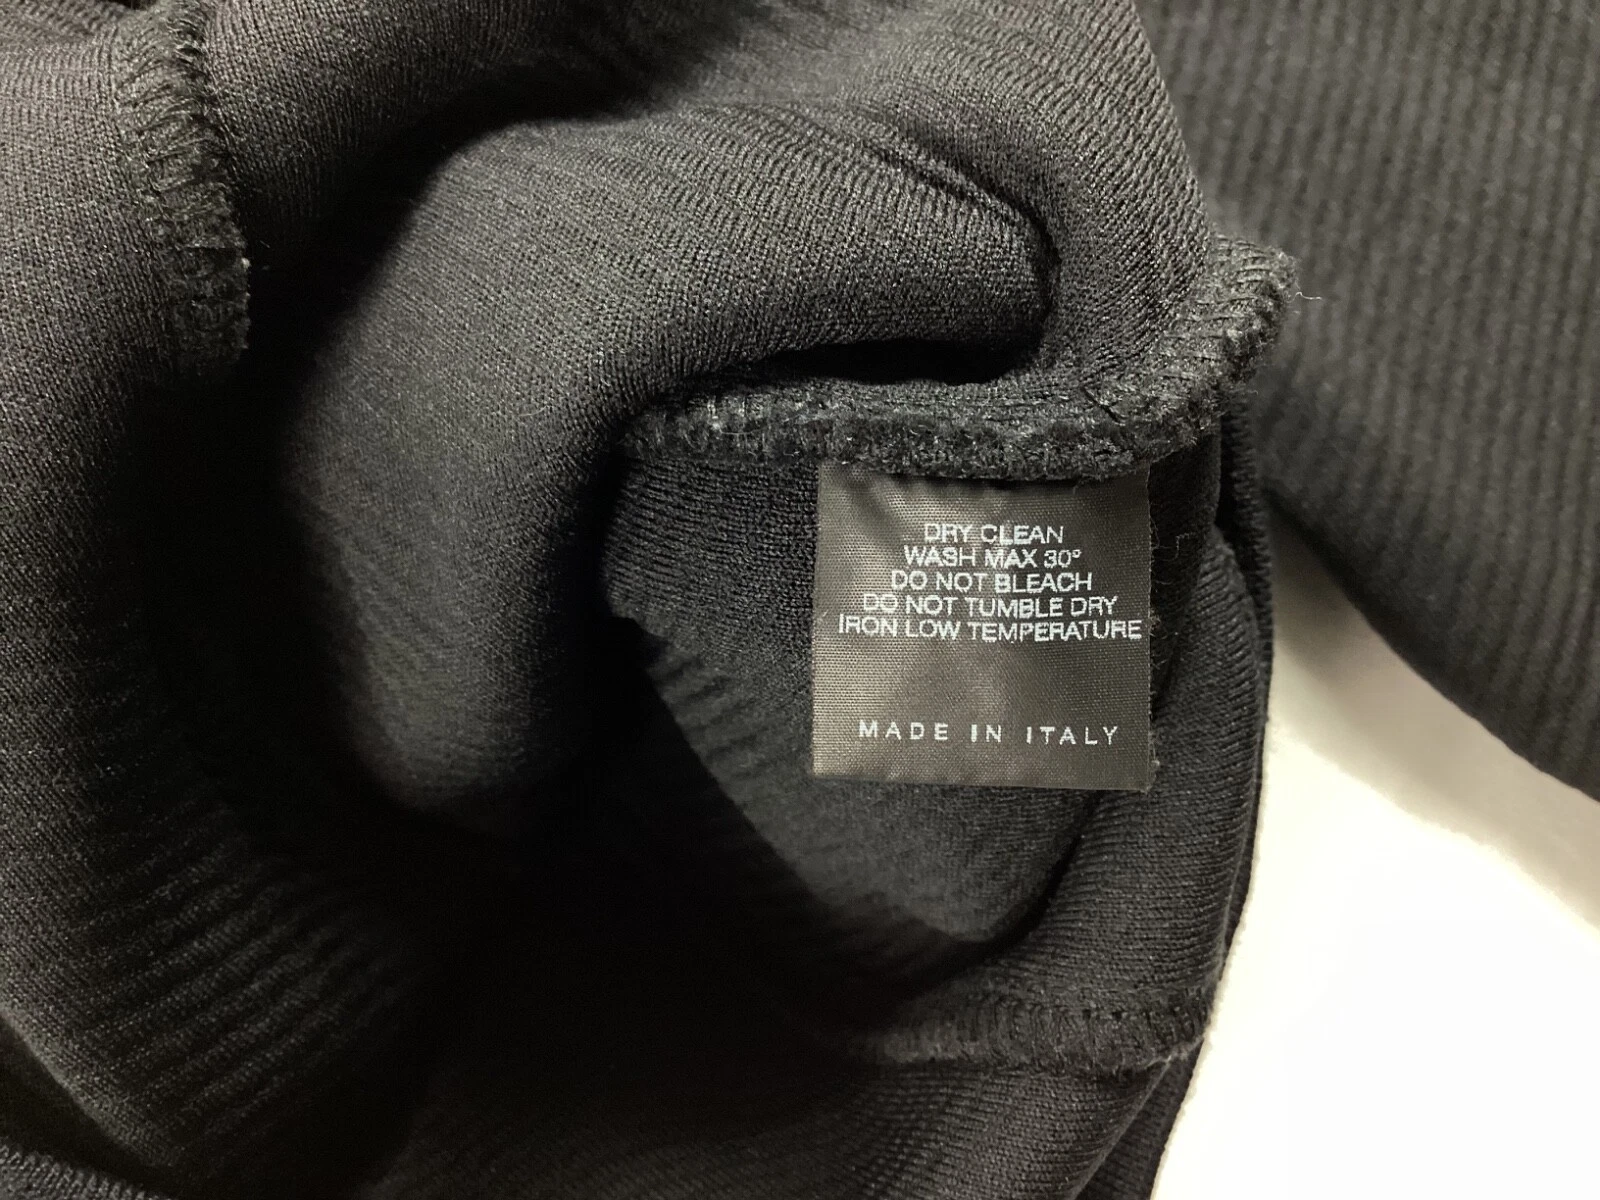 DRY CLEAN
WASH MAX 30°
DO NOT BLEACH
DO NOT TUMBLE DRY
IRON LOW TEMPERATURE
MADE IN ITALY